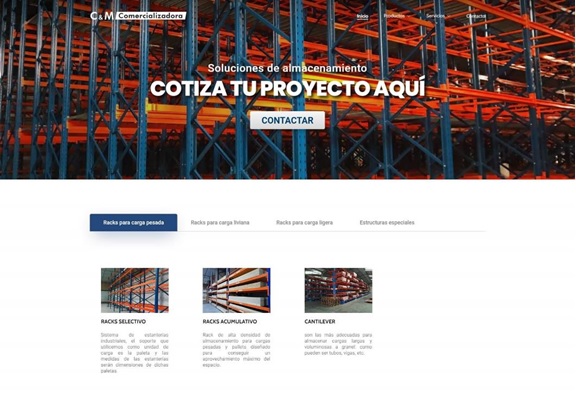 O&M Comercializadora
Inicio Productos Servicios Contactar
Soluciones de almacenamiento
COTIZA TU PROYECTO AQUÍ
CONTACTAR
Racks para carga pesada Racks para carga liviana Racks para carga ligera Estructuras especiales
RACKS SELECTIVO
Sistema de estanterías
industriales, el soporte que
utilizamos como unidad de
carga es la paleta y las
medidas de las estanterías
serán dimensiones de dichas
paletas
RACKS ACUMULATIVO
Rack de alta densidad de
almacenamiento para cargas
pesadas y pallets diseñado
para conseguir un
aprovechamiento máximo del
espacio.
CANTILEVER
son las más adecuadas para
almacenar cargas largas y
voluminosas a granel como
pueden ser tubos, vigas, etc.